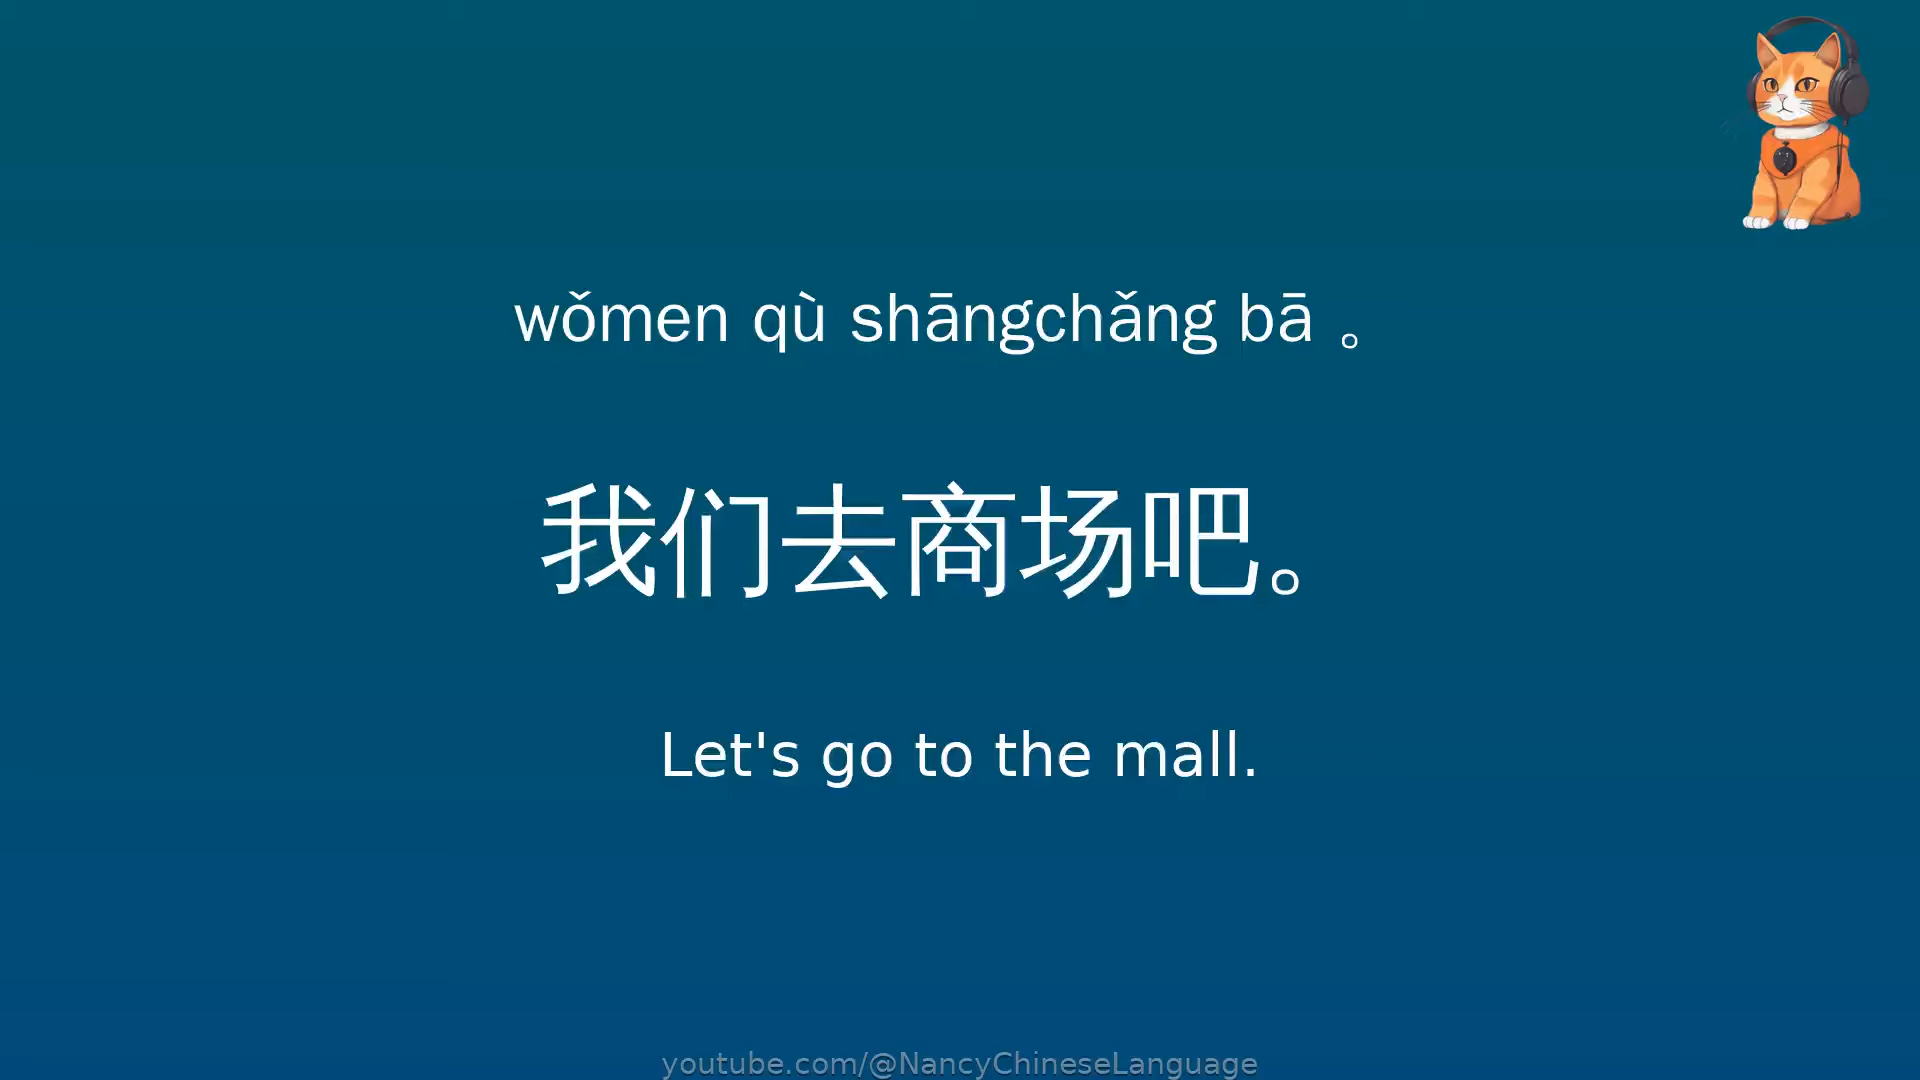 wǒmen qù shāngchǎng bā 。
我们去商场吧。
Let's go to the mall.
youtube.com/@NancyChineseLanguage